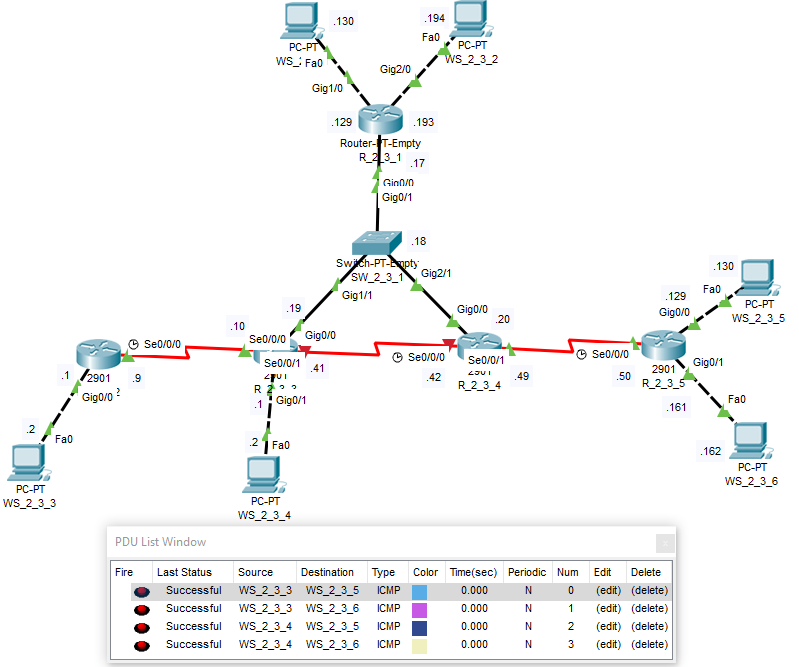 .130
.194
Fa0
PC-PT
WS_2
Fa0
PC-PT
WS_2_3_2
Gig2/0
Gig1/0
.129
.193
Router-PT-Empty
R_2_3_1
.17
Gig0/0
Gig0/1
.18
Switch-PT-Empty
SW_2_3_1
Gig2/1
Gig1/1
.130
Fa0
PC-PT
WS_2_3_5
.129
Gig0/0
.19
Gig0/0
.20
Gig0/0
.10
Se0/0/0
Se0/0/0
Se0/0/1
.41
Se0/0/0
Se0/0/1
Se0/0/0
2901
.9
.1
Gig0/0
2901
.42
R_2_3_4
.49
.50
2901
R_2_3_5
Gig0/1
.1
Gig0/1
.161
Fa0
.2
Fa0
.2
Fa0
.162
PC-PT
WS_2_3_6
PC-PT
WS_2_3_3
PC-PT
WS_2_3_4
PDU List Window
Fire Last Status Source Destination Type Color Time(sec) Periodic Num Edit Delete
Successful WS_2_3_3 WS_2_3_5 ICMP 0.000 N 0 (edit) (delete)
Successful WS_2_3_3 WS_2_3_6 ICMP 0.000 N 1 (edit) (delete)
Successful WS_2_3_4 WS_2_3_5 ICMP 0.000 N 2 (edit) (delete)
Successful WS_2_3_4 WS_2_3_6 ICMP 0.000 N 3 (edit) (delete)